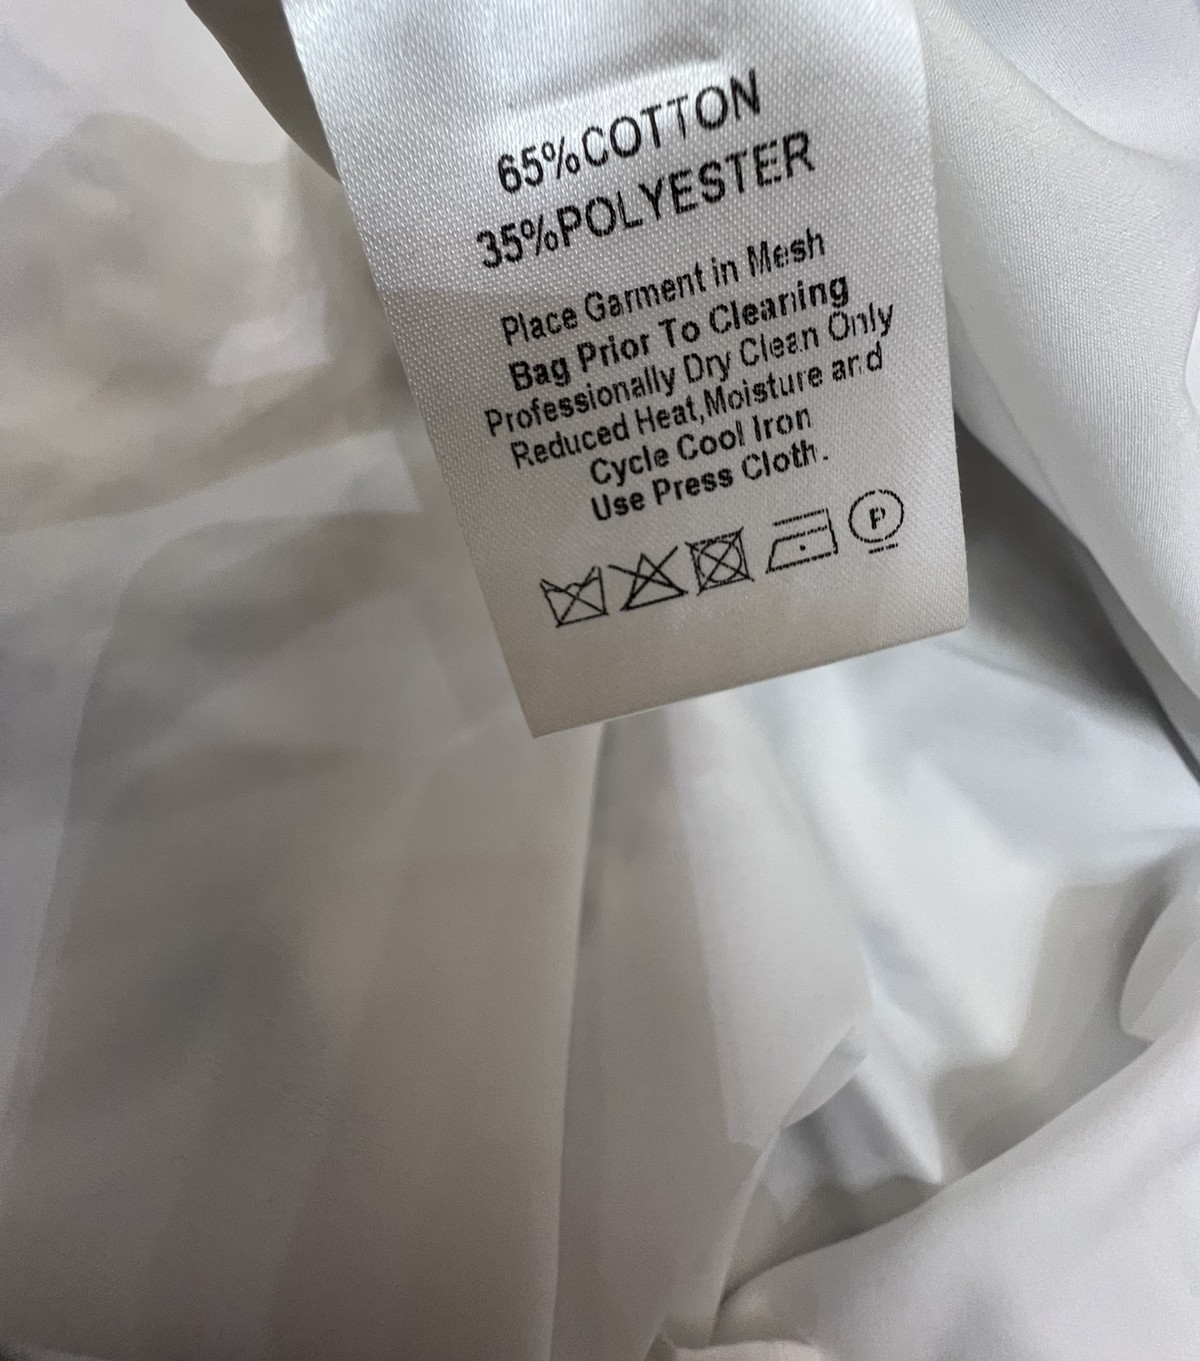 65%COTTON
35%POLYESTER
Place Garment in Mesh
Bag Prior To Cleaning
Professionally Dry Clean Only
Reduced Heat,Moisture and
Cycle Cool Iron
Use Press Cloth.
P